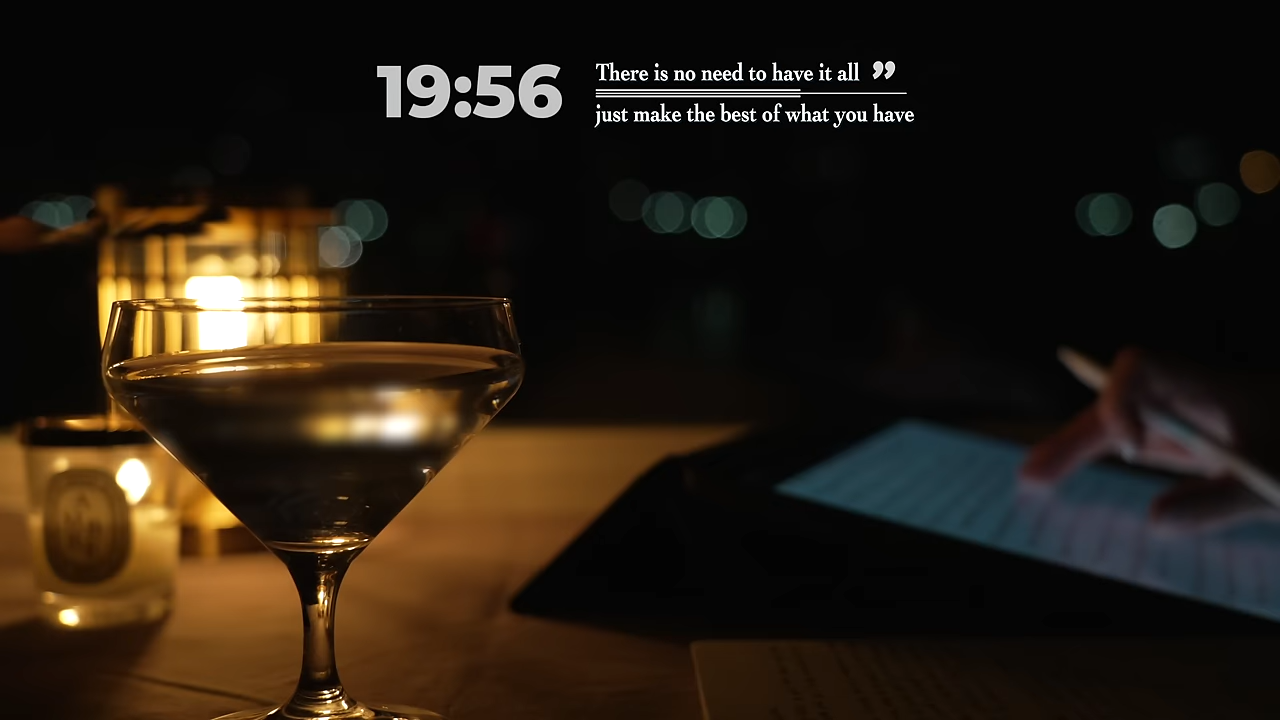 19:56
There is no need to have it all ”
just make the best of what you have